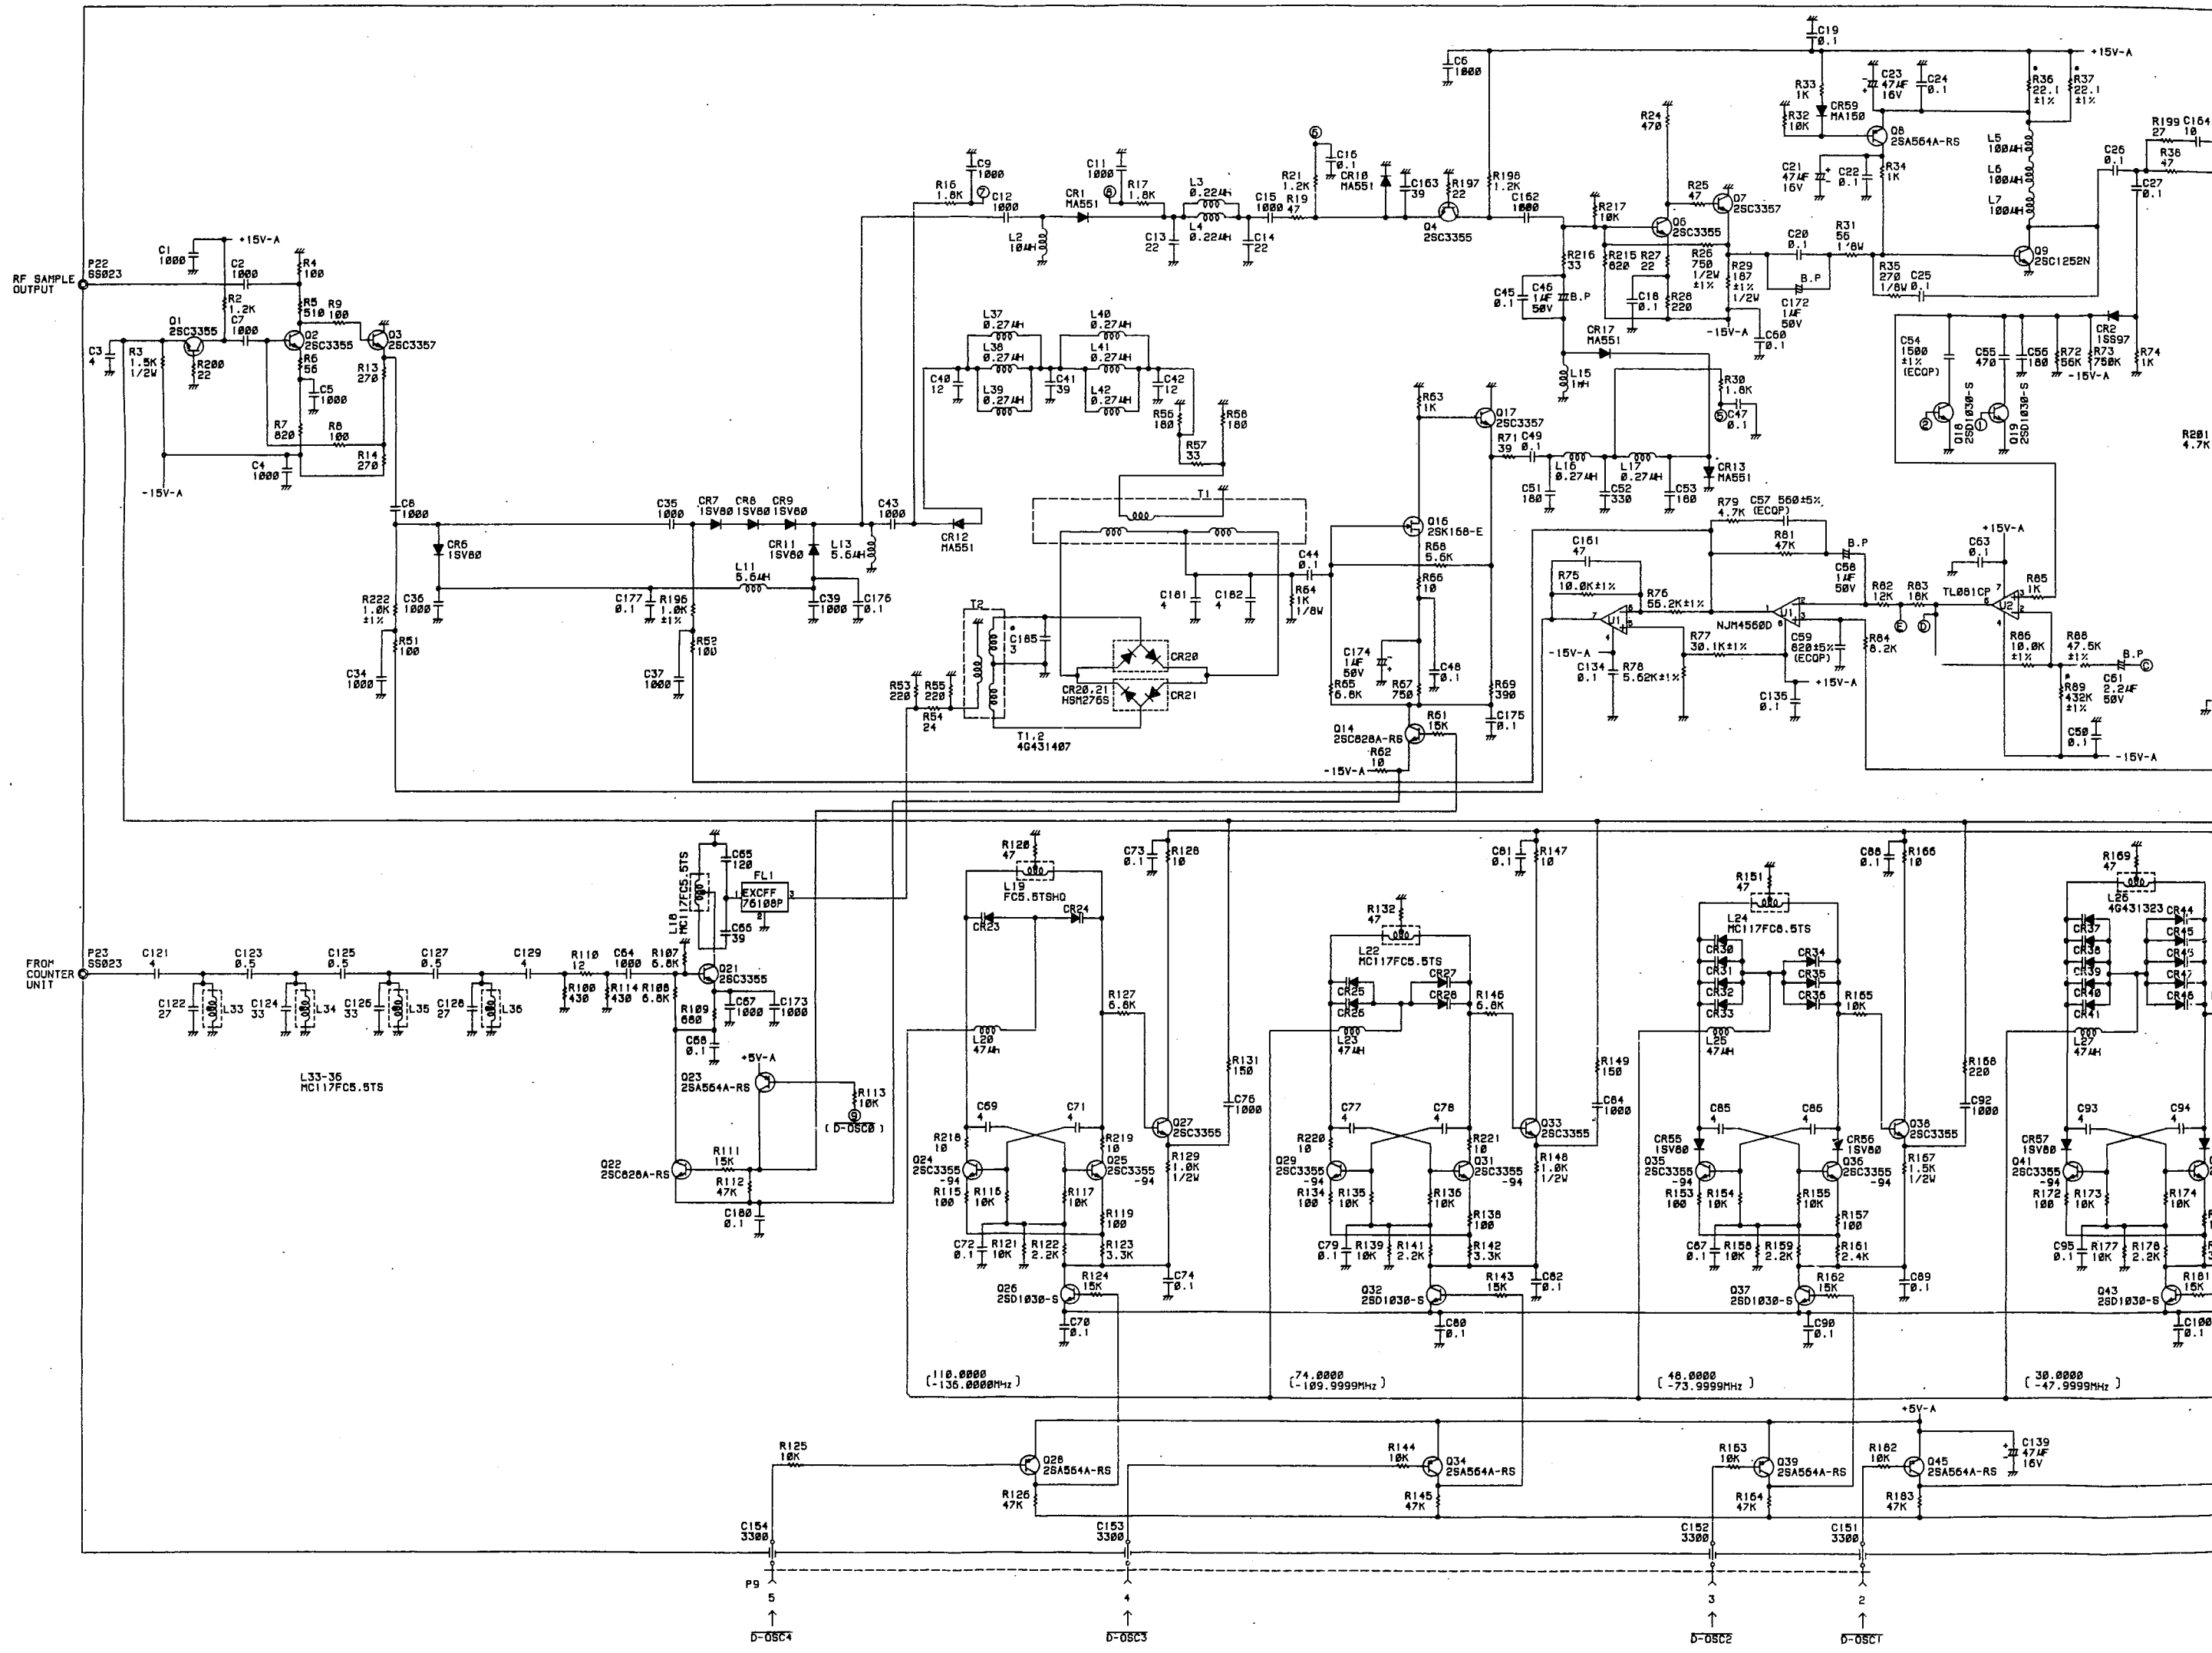 C19
0.1
+15V-A
C6
1000
R33
1K
C23
47µF
16V
C24
0.1
R36
22.1
±1%
R37
22.1
±1%
CR59
MA150
R32
10K
Q8
2SA564A-RS
R24
470
R199
27
C164
10
L5
100µH
L6
100µH
L7
100µH
C26
0.1
R38
47
C27
0.1
R34
1K
C21
47µF
16V
C22
0.1
6
C16
0.1
R21
1.2K
CR10
MA551
C163
39
R197
22
R198
1.2K
C162
1000
C9
1000
7
R16
1.8K
C12
1000
CR1
MA551
C11
1000
8
R17
1.8K
L3
0.22µH
L4
0.22µH
C15
1000
R19
47
Q4
2SC3355
R25
47
Q7
2SC3357
R217
10K
Q6
2SC3355
C20
0.1
R31
56
1/8W
Q9
2SC1252N
L2
10µH
C13
22
C14
22
C1
1000
+15V-A
P22
SS023
C2
1000
R4
100
RF SAMPLE
OUTPUT
R2
1.2K
C7
1000
R5
510
R9
100
Q1
2SC3355
Q2
2SC3355
Q3
2SC3357
C3
4
R3
1.5K
1/2W
R200
22
R6
56
C5
1000
R13
270
R7
820
R8
100
C4
1000
R14
270
-15V-A
R216
33
R215
820
R27
22
R26
750
1/2W
±1%
R29
187
±1%
1/2W
B.P
C172
1µF
50V
R35
270
1/8W
C25
0.1
C45
0.1
C46
1µF
50V
B.P
C18
0.1
R28
220
-15V-A
C60
0.1
CR17
MA551
L15
1mH
R30
1.8K
5
C47
0.1
C54
1500
±1%
(ECQP)
C55
470
C56
180
R72
56K
R73
750K
-15V-A
CR2
1SS97
R74
1K
2
Q18
2SD1030-S
1
Q19
2SD1030-S
R201
4.7K
L37
0.27µH
L38
0.27µH
L39
0.27µH
L40
0.27µH
L41
0.27µH
L42
0.27µH
C40
12
C41
39
C42
12
R56
180
R58
180
R57
33
R63
1K
Q17
2SC3357
R71
39
C49
0.1
L16
0.27µH
L17
0.27µH
CR13
MA551
C51
180
C52
330
C53
180
T1
C8
1000
CR6
1SV80
C35
1000
CR7
1SV80
CR8
1SV80
CR9
1SV80
C43
1000
CR11
1SV80
L13
5.6µH
CR12
MA551
L11
5.6µH
Q16
2SK168-E
R68
5.6K
R66
10
R79
4.7K
C57 560±5%
(ECQP)
R81
47K
B.P
C58
1µF
50V
+15V-A
C63
0.1
TL081CP
7
3
2
6
4
U2
R85
1K
R222
1.0K
±1%
C36
1000
C177
0.1
R196
1.0K
±1%
C39
1000
C176
0.1
R51
100
R52
100
C34
1000
C37
1000
C44
0.1
C181
4
C182
4
R64
1K
1/8W
C161
47
R75
10.0K±1%
R76
56.2K±1%
7
6
5
4
U1
1
2
3
8
U1
NJM4560D
R82
12K
R83
18K
E
D
R77
30.1K±1%
C59
820±5%
(ECQP)
R84
8.2K
R86
10.0K
±1%
R88
47.5K
±1%
B.P
C
C61
2.2µF
50V
R89
432K
±1%
C50
0.1
-15V-A
-15V-A
C134
0.1
R78
5.62K±1%
+15V-A
C135
0.1
T2
C185
3
CR20
CR20,21
HSM276S
CR21
R53
220
R55
220
R54
24
T1,2
4G431407
C174
1µF
50V
C48
0.1
R65
6.8K
R67
750
R69
390
C175
0.1
Q14
2SC828A-RS
R61
15K
R62
10
-15V-A
L18
MC117FC5.5TS
C65
120
FL1
1
EXCFF
76108P
3
2
C66
39
P23
SS023
FROM
COUNTER
UNIT
C121
4
C123
0.5
C125
0.5
C127
0.5
C129
4
R110
12
C64
1000
R107
6.8K
Q21
2SC3355
C122
27
L33
C124
33
L34
C126
33
L35
C128
27
L36
R100
430
R114
430
R108
6.8K
R109
680
C67
1000
C173
1000
C68
0.1
L33-36
MC117FC5.5TS
+5V-A
Q23
2SA564A-RS
R113
10K
9
( D-OSC0 )
Q22
2SC828A-RS
R111
15K
R112
47K
C180
0.1
R120
47
L19
FC5.5TSHQ
CR23
CR24
C73
0.1
R128
10
R127
6.8K
L20
47µH
R131
150
C76
1000
C69
4
C71
4
R218
10
R219
10
Q27
2SC3355
Q24
2SC3355
-94
Q25
2SC3355
-94
R129
1.0K
1/2W
R115
100
R116
10K
R117
10K
R119
100
C72
0.1
R121
10K
R122
2.2K
R123
3.3K
C74
0.1
Q26
2SD1030-S
R124
15K
C70
0.1
(110.0000
-136.0000MHz)
R132
47
L22
MC117FC5.5TS
CR25
CR26
CR27
CR28
C81
0.1
R147
10
R146
6.8K
L23
47µH
R149
150
C84
1000
C77
4
C78
4
R220
10
R221
10
Q33
2SC3355
Q29
2SC3355
-94
Q31
2SC3355
-94
R148
1.0K
1/2W
R134
100
R135
10K
R136
10K
R138
100
C79
0.1
R139
10K
R141
2.2K
R142
3.3K
C82
0.1
Q32
2SD1030-S
R143
15K
C80
0.1
(74.0000
-109.9999MHz)
R151
47
L24
MC117FC8.5TS
CR30
CR31
CR32
CR33
CR34
CR35
CR36
C88
0.1
R166
10
R165
10K
L25
47µH
R168
220
C92
1000
C85
4
C86
4
CR55
1SV80
CR56
1SV80
Q38
2SC3355
Q35
2SC3355
-94
Q36
2SC3355
-94
R167
1.5K
1/2W
R153
100
R154
10K
R155
10K
R157
100
C87
0.1
R158
10K
R159
2.2K
R161
2.4K
C89
0.1
Q37
2SD1030-S
R162
15K
C90
0.1
(48.0000
-73.9999MHz)
R169
47
L26
4G431323
CR37
CR38
CR39
CR40
CR41
CR44
CR45
CR46
CR47
CR48
L27
47µH
C93
4
C94
4
CR57
1SV80
Q41
2SC3355
-94
R172
100
R173
10K
R174
10K
C95
0.1
R177
10K
R178
2.2K
Q43
2SD1030-S
R181
15K
C100
0.1
(30.0000
-47.9999MHz)
+5V-A
R125
10K
Q28
2SA564A-RS
R126
47K
R144
10K
Q34
2SA564A-RS
R145
47K
R163
10K
Q39
2SA564A-RS
R164
47K
R182
10K
Q45
2SA564A-RS
R183
47K
C139
47µF
16V
C154
3300
C153
3300
C152
3300
C151
3300
P9
5
4
3
2
D-OSC4
D-OSC3
D-OSC2
D-OSC1